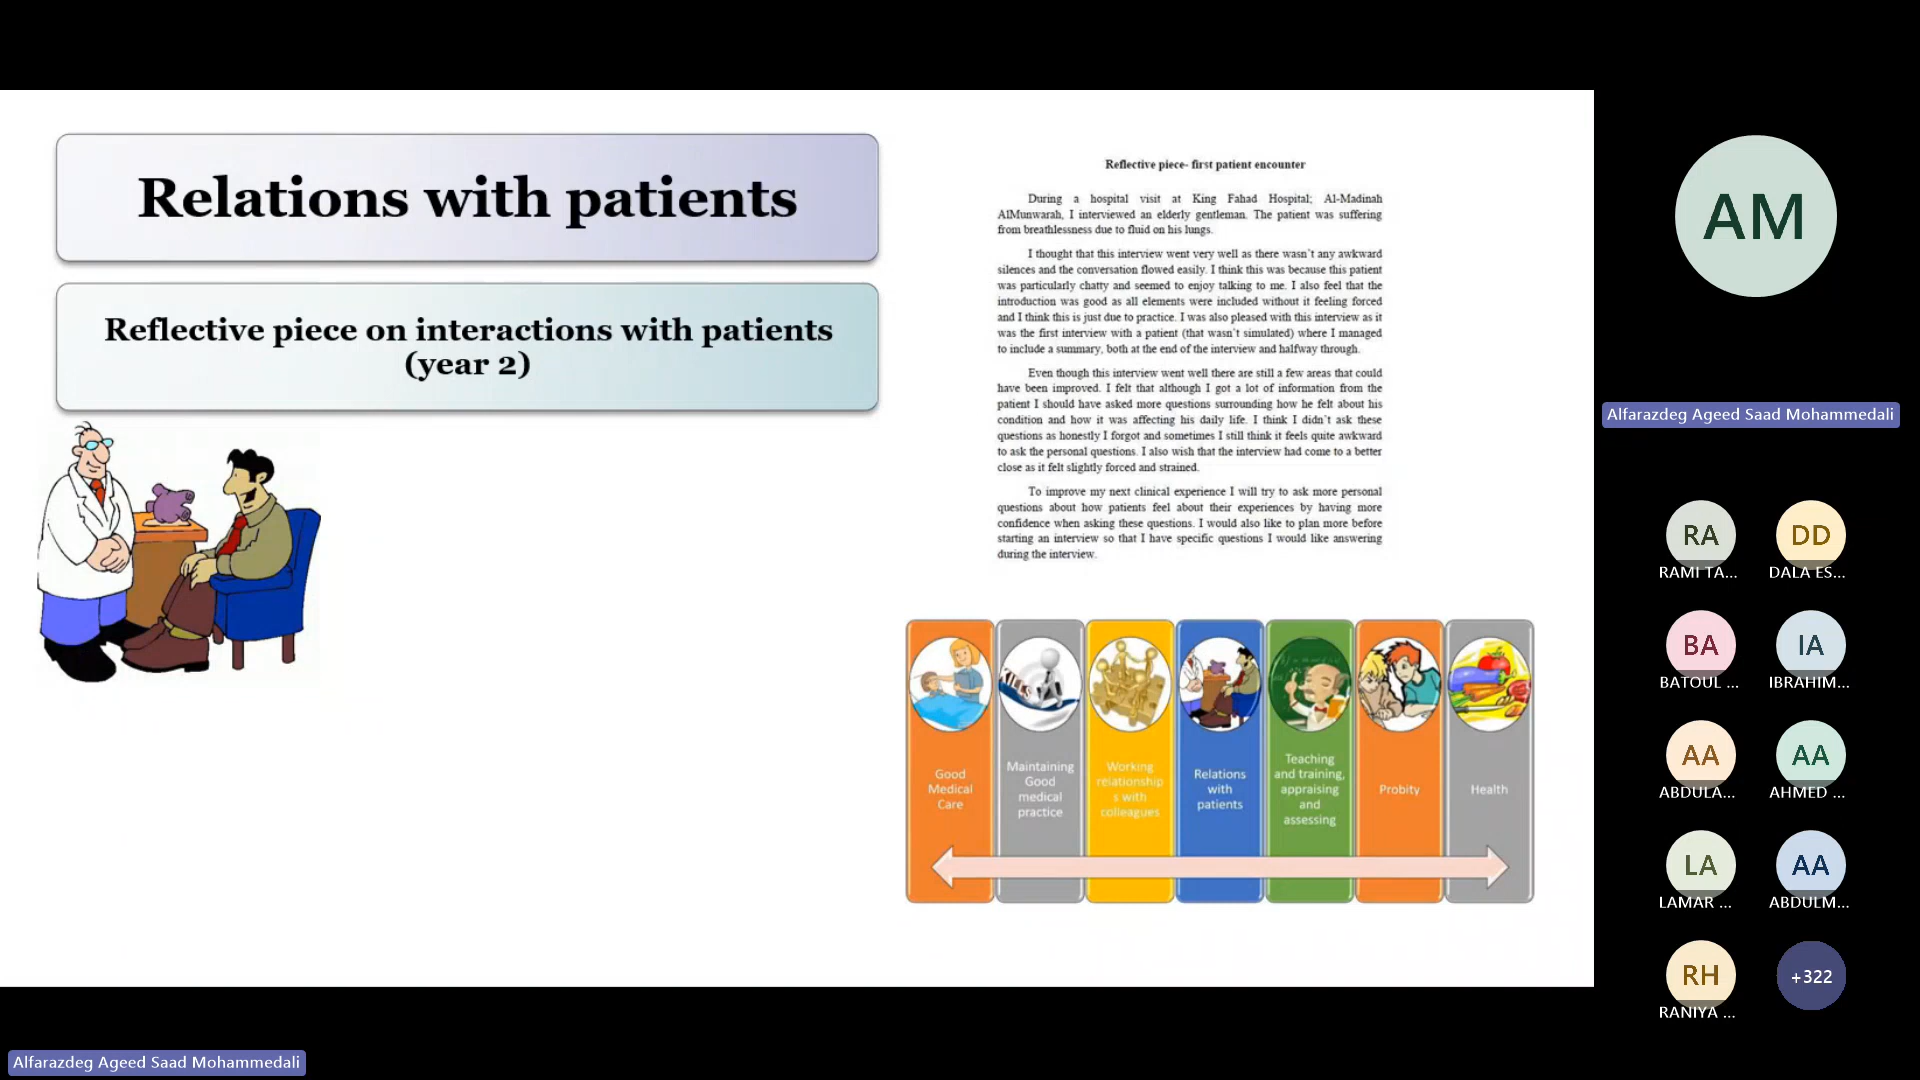 Relations with patients
Reflective piece on interactions with patients
(year 2)
Reflective piece- first patient encounter
During a hospital visit at King Fahad Hospital; Al-Madinah
AlMunwarah, I interviewed an elderly gentleman. The patient was suffering
from breathlessness due to fluid on his lungs.
I thought that this interview went very well as there wasn't any awkward
silences and the conversation flowed easily. I think this was because this patient
was particularly chatty and seemed to enjoy talking to me. I also feel that the
introduction was good as all elements were included without it feeling forced
and I think this is just due to practice. I was also pleased with this interview as it
was the first interview with a patient (that wasn't simulated) where I managed
to include a summary, both at the end of the interview and halfway through.
Even though this interview went well there are still a few areas that could
have been improved. I felt that although I got a lot of information from the
patient I should have asked more questions surrounding how he felt about his
condition and how it was affecting his daily life. I think I didn't ask these
questions as honestly I forgot and sometimes I still think it feels quite awkward
to ask the personal questions. I also wish that the interview had come to a better
close as it felt slightly forced and strained.
To improve my next clinical experience I will try to ask more personal
questions about how patients feel about their experiences by having more
confidence when asking these questions. I would also like to plan more before
starting an interview so that I have specific questions I would like answering
during the interview.
Good
Medical
Care
Maintaining
Good
medical
practice
Working
relationship
s with
colleagues
Relations
with
patients
Teaching
and training,
appraising
and
assessing
Probity
Health
AM
Alfarazdeg Ageed Saad Mohammedali
RA
RAMI TA...
DD
DALA ES...
BA
BATOUL ...
IA
IBRAHIM...
AA
ABDULA...
AA
AHMED ...
LA
LAMAR ...
AA
ABDULM...
RH
RANIYA ...
+322
Alfarazdeg Ageed Saad Mohammedali